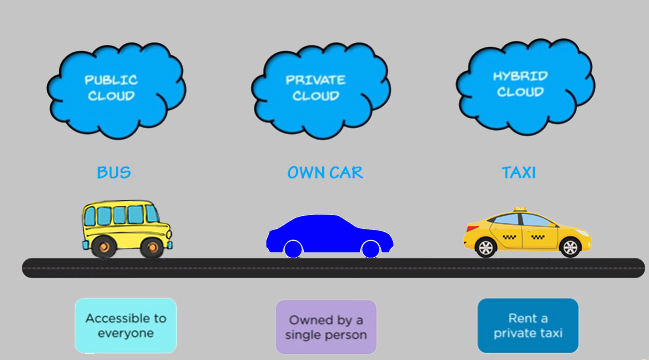 PUBLIC
CLOUD
PRIVATE
CLOUD
HYBRID
CLOUD
BUS
OWN CAR
TAXI
Accessible to
everyone
Owned by a
single person
Rent a
private taxi